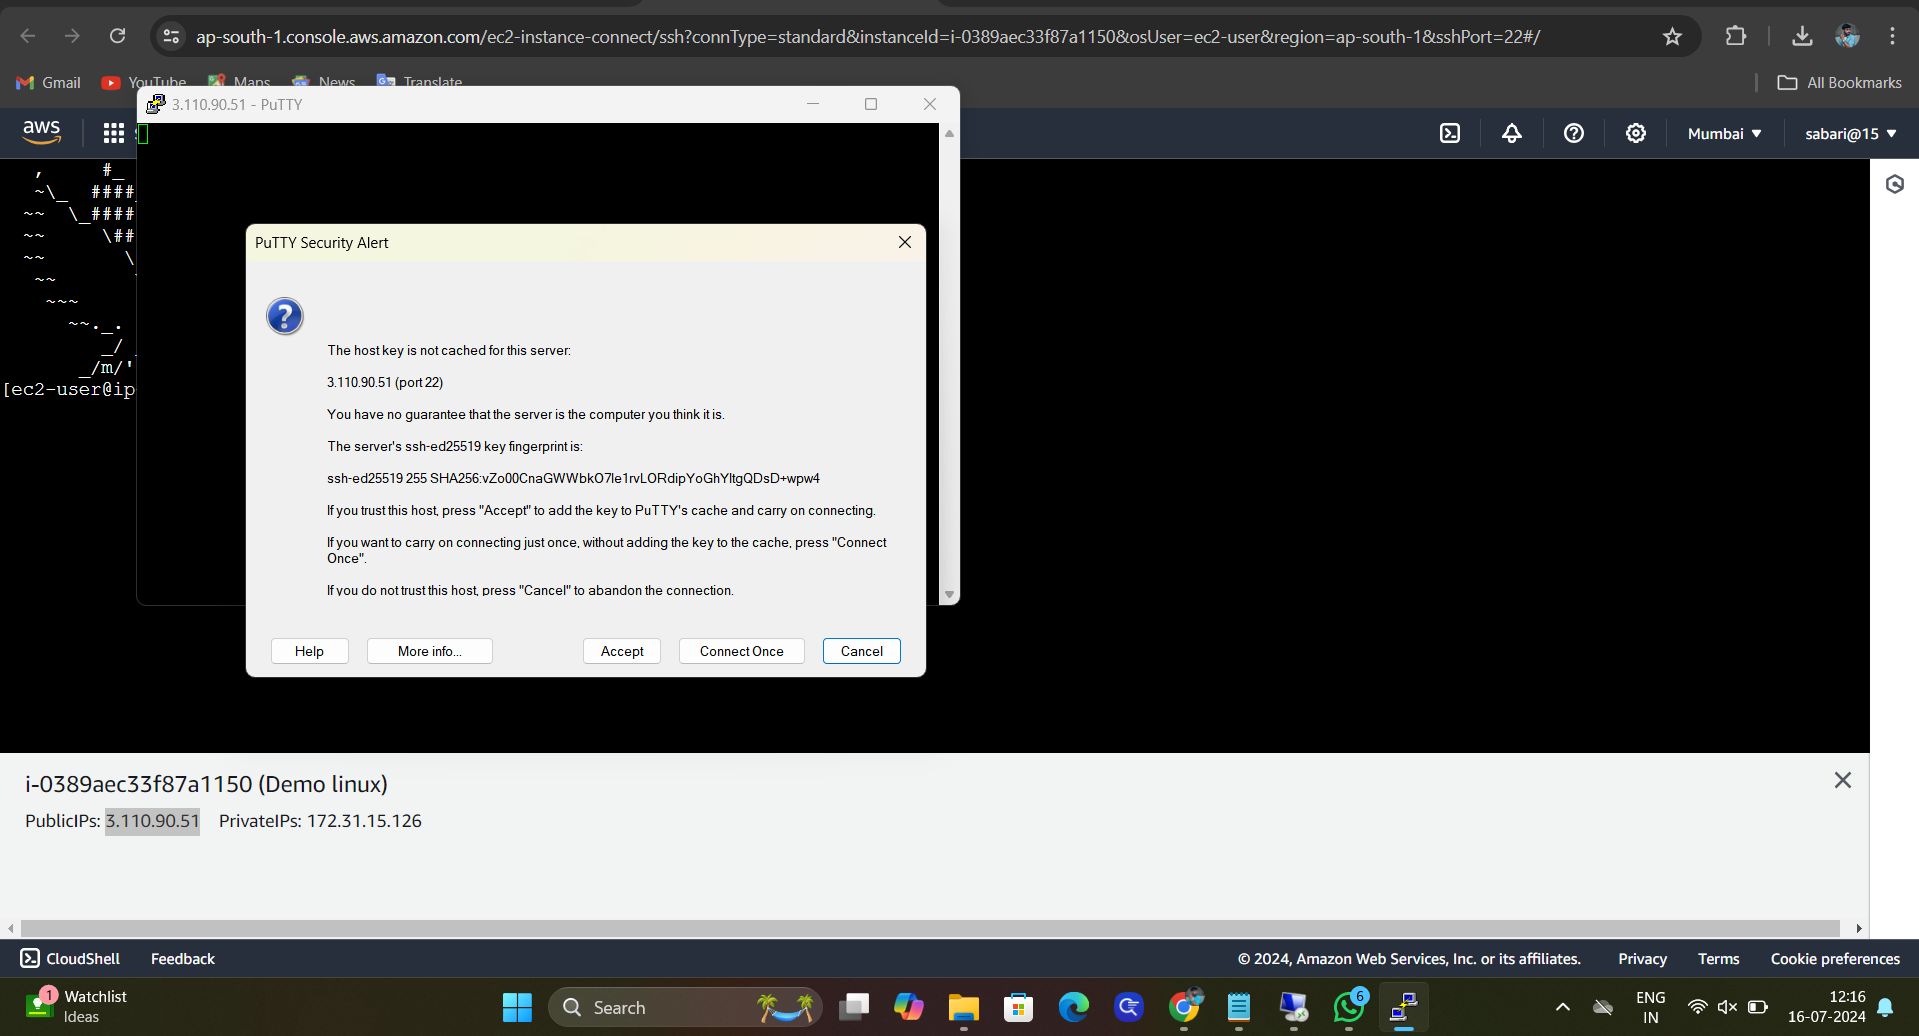 ap-south-1.console.aws.amazon.com/ec2-instance-connect/ssh?connType=standard&instanceId=i-0389aec33f87a1150&osUser=ec2-user&region=ap-south-1&sshPort=22#/
Gmail YouTube Maps News Translate All Bookmarks
3.110.90.51 - PuTTY
aws Mumbai sabari@15
,      #_
~\_  ####
~~  \_####
~~     \##
~~       \
~~
~~~
~~._.
_/
_/m/'
[ec2-user@ip
PuTTY Security Alert
The host key is not cached for this server:
3.110.90.51 (port 22)
You have no guarantee that the server is the computer you think it is.
The server's ssh-ed25519 key fingerprint is:
ssh-ed25519 255 SHA256:vZo00CnaGWWbkO7le1rvLORdipYoGhYItgQDsD+wpw4
If you trust this host, press "Accept" to add the key to PuTTY's cache and carry on connecting.
If you want to carry on connecting just once, without adding the key to the cache, press "Connect
Once".
If you do not trust this host, press "Cancel" to abandon the connection.
Help More info... Accept Connect Once Cancel
i-0389aec33f87a1150 (Demo linux)
PublicIPs: 3.110.90.51 PrivateIPs: 172.31.15.126
CloudShell Feedback © 2024, Amazon Web Services, Inc. or its affiliates. Privacy Terms Cookie preferences
1 Watchlist
Ideas
Search
6
ENG
IN
12:16
16-07-2024